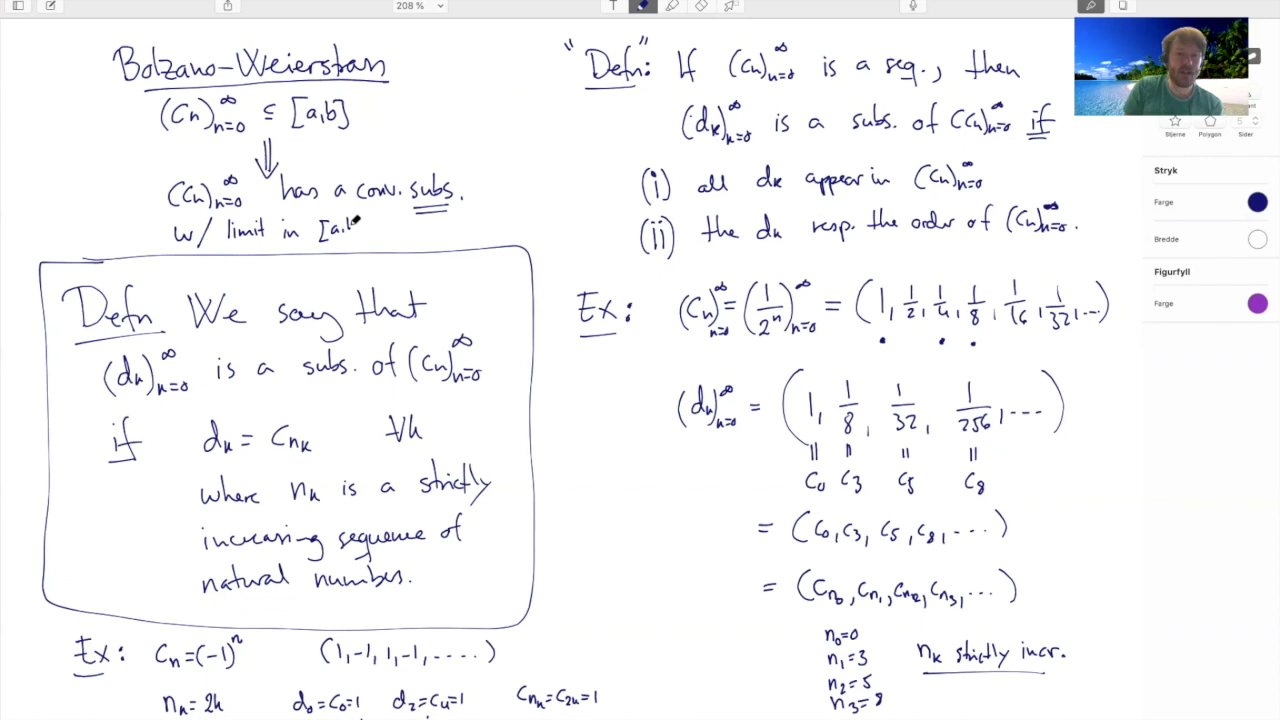 208 %
Bolzano-Weierstrass
(Cn)∞n=0 ⊆ [a,b]
⇓
(Cn)∞n=0 has a conv. subs.
w/ limit in [a,b
Defn We say that
(dk)∞k=0 is a subs. of (Cn)∞n=0
if dk = Cnk ∀k
where nk is a strictly
increasing sequence of
natural numbers.
Ex: Cn=(-1)^n (1,-1,1,-1,....)
nk=2k d0=C0=1 d2=C4=1 Cnk=C2k=1
"Defn": If (Cn)∞n=0 is a seq., then
(dk)∞k=0 is a subs. of (Cn)∞n=0 if
(i) all dk appear in (Cn)∞n=0
(ii) the dk resp. the order of (Cn)∞n=0.
Ex: (Cn)∞n=0 = (1/2^n)∞n=0 = (1, 1/2, 1/4, 1/8, 1/16, 1/32, ...)
(dk)∞k=0 = (1, 1/8, 1/32, 1/256, ....)
= = = =
C0 C3 C5 C8
= (C0, C3, C5, C8, ....)
= (Cn0, Cn1, Cn2, Cn3, ...)
n0=0
n1=3
n2=5
n3=8
nk strictly incr.
Stjerne Polygon Sider
5
Stryk
Farge
Bredde
Figurfyll
Farge